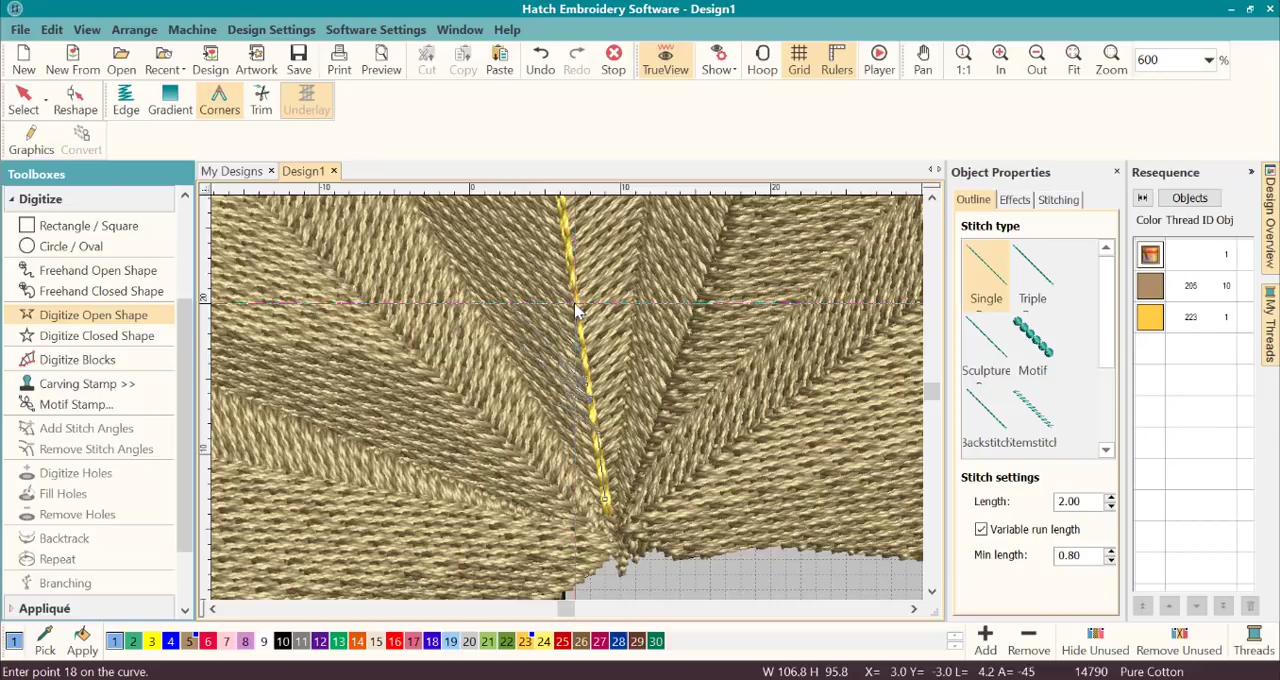 Hatch Embroidery Software - Design1
File Edit View Arrange Machine Design Settings Software Settings Window Help
New New From Open Recent Design Artwork Save Print Preview Cut Copy Paste Undo Redo Stop TrueView Show Hoop Grid Rulers Player Pan 1:1 In Out Fit Zoom 600 %
Select Reshape Edge Gradient Corners Trim Underlay
Graphics Convert
Toolboxes
My Designs × Design1 ×
Object Properties ×
Resequence »
Digitize
Rectangle / Square
Circle / Oval
Freehand Open Shape
Freehand Closed Shape
Digitize Open Shape
Digitize Closed Shape
Digitize Blocks
Carving Stamp >>
Motif Stamp...
Add Stitch Angles
Remove Stitch Angles
Digitize Holes
Fill Holes
Remove Holes
Backtrack
Repeat
Branching
Appliqué
10 0 10 20
20
10
Outline Effects Stitching
Stitch type
Single
Triple
Sculpture
Motif
Backstitch
Stemstitch
Stitch settings
Length: 2.00
Variable run length
Min length: 0.80
Objects
Color Thread ID Obj
1
205 10
223 1
Design Overview
My Threads
1 Pick Apply 1 2 3 4 5 6 7 8 9 10 11 12 13 14 15 16 17 18 19 20 21 22 23 24 25 26 27 28 29 30 Add Remove Hide Unused Remove Unused Threads
Enter point 18 on the curve.
W 106.8 H 95.8 X= 3.0 Y= -3.0 L= 4.2 A= -45 14790 Pure Cotton